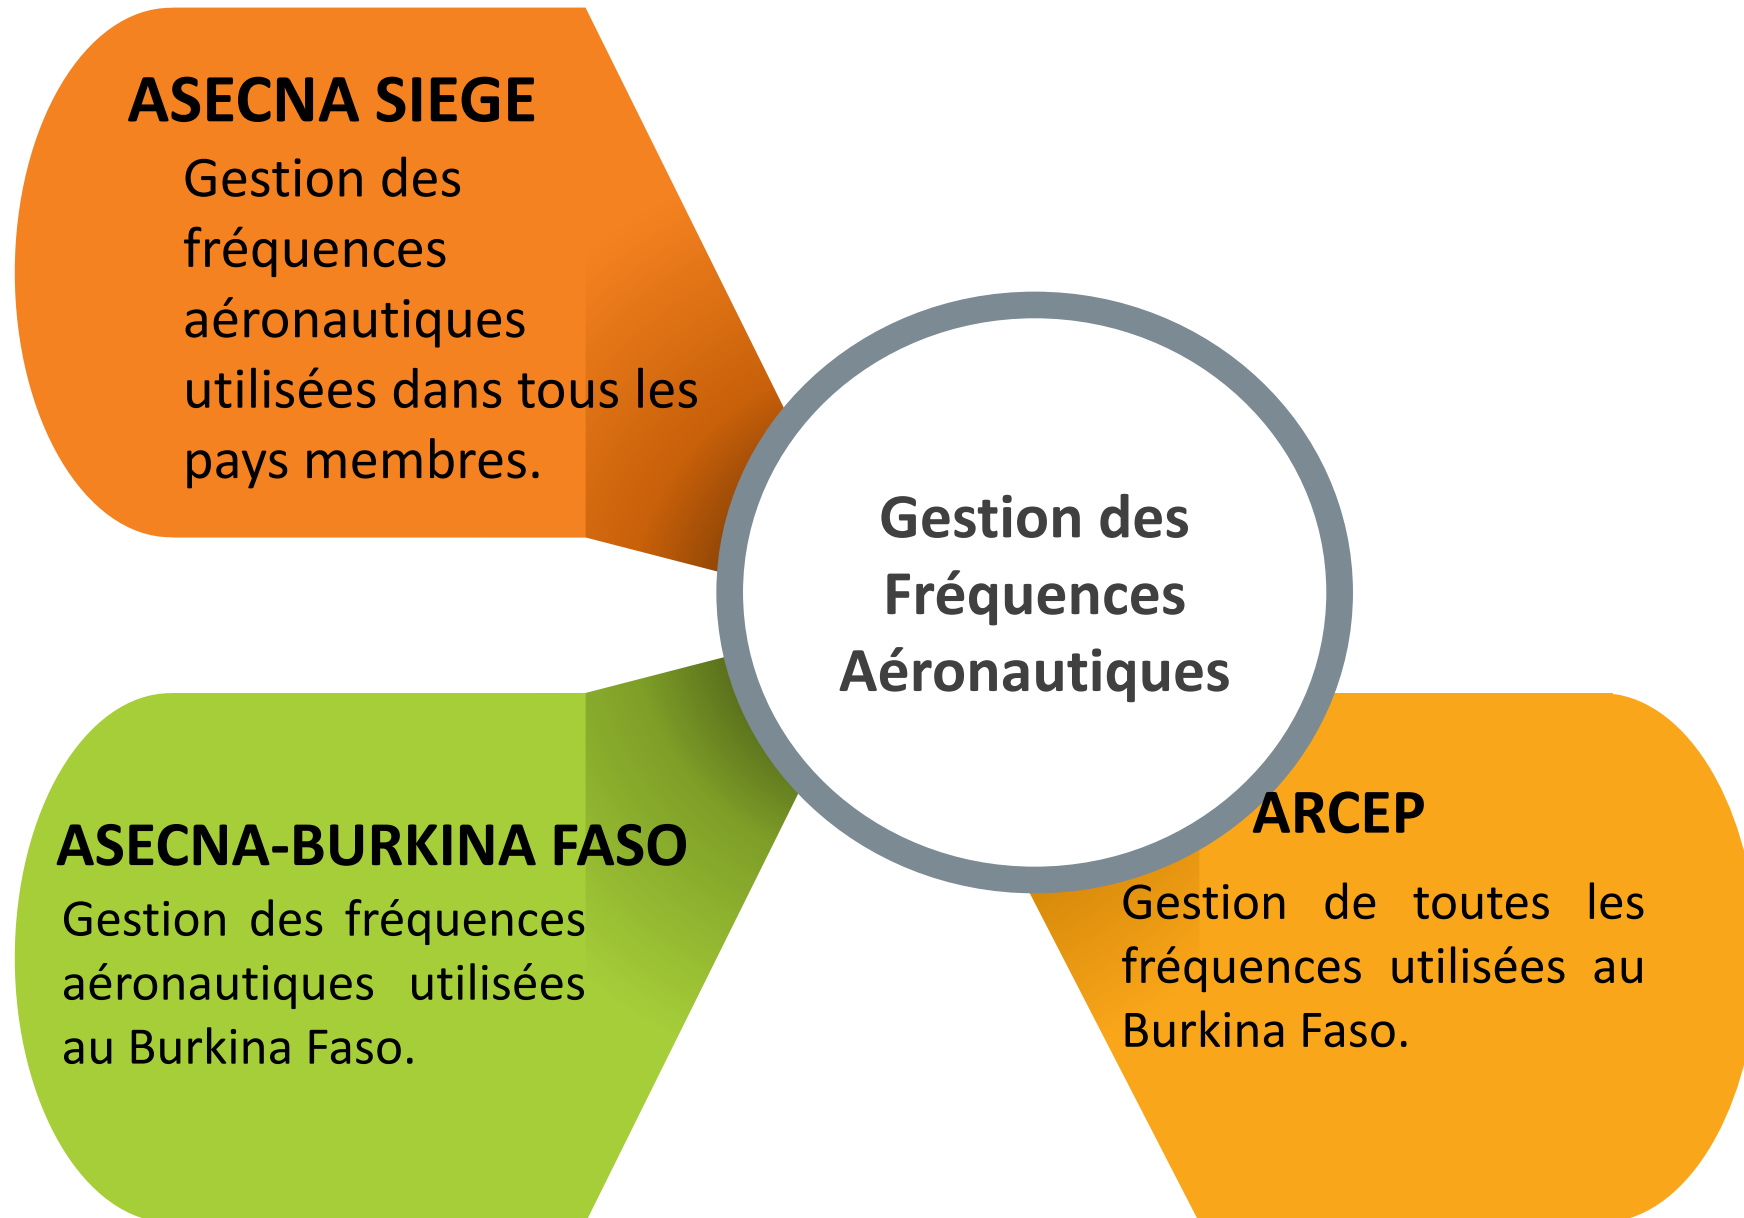 ASECNA SIEGE
Gestion des
fréquences
aéronautiques
utilisées dans tous les
pays membres.
Gestion des
Fréquences
Aéronautiques
ASECNA-BURKINA FASO
Gestion des fréquences
aéronautiques utilisées
au Burkina Faso.
ARCEP
Gestion de toutes les
fréquences utilisées au
Burkina Faso.